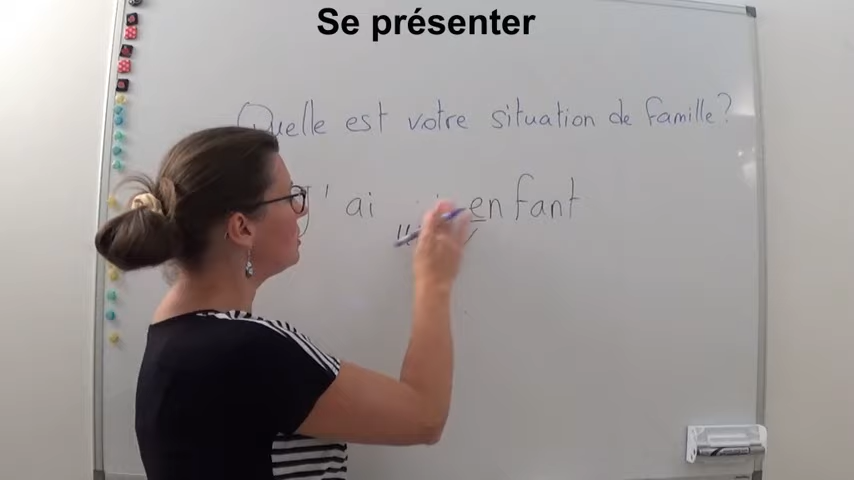 Se présenter
Quelle est votre situation de famille?
J'ai enfant